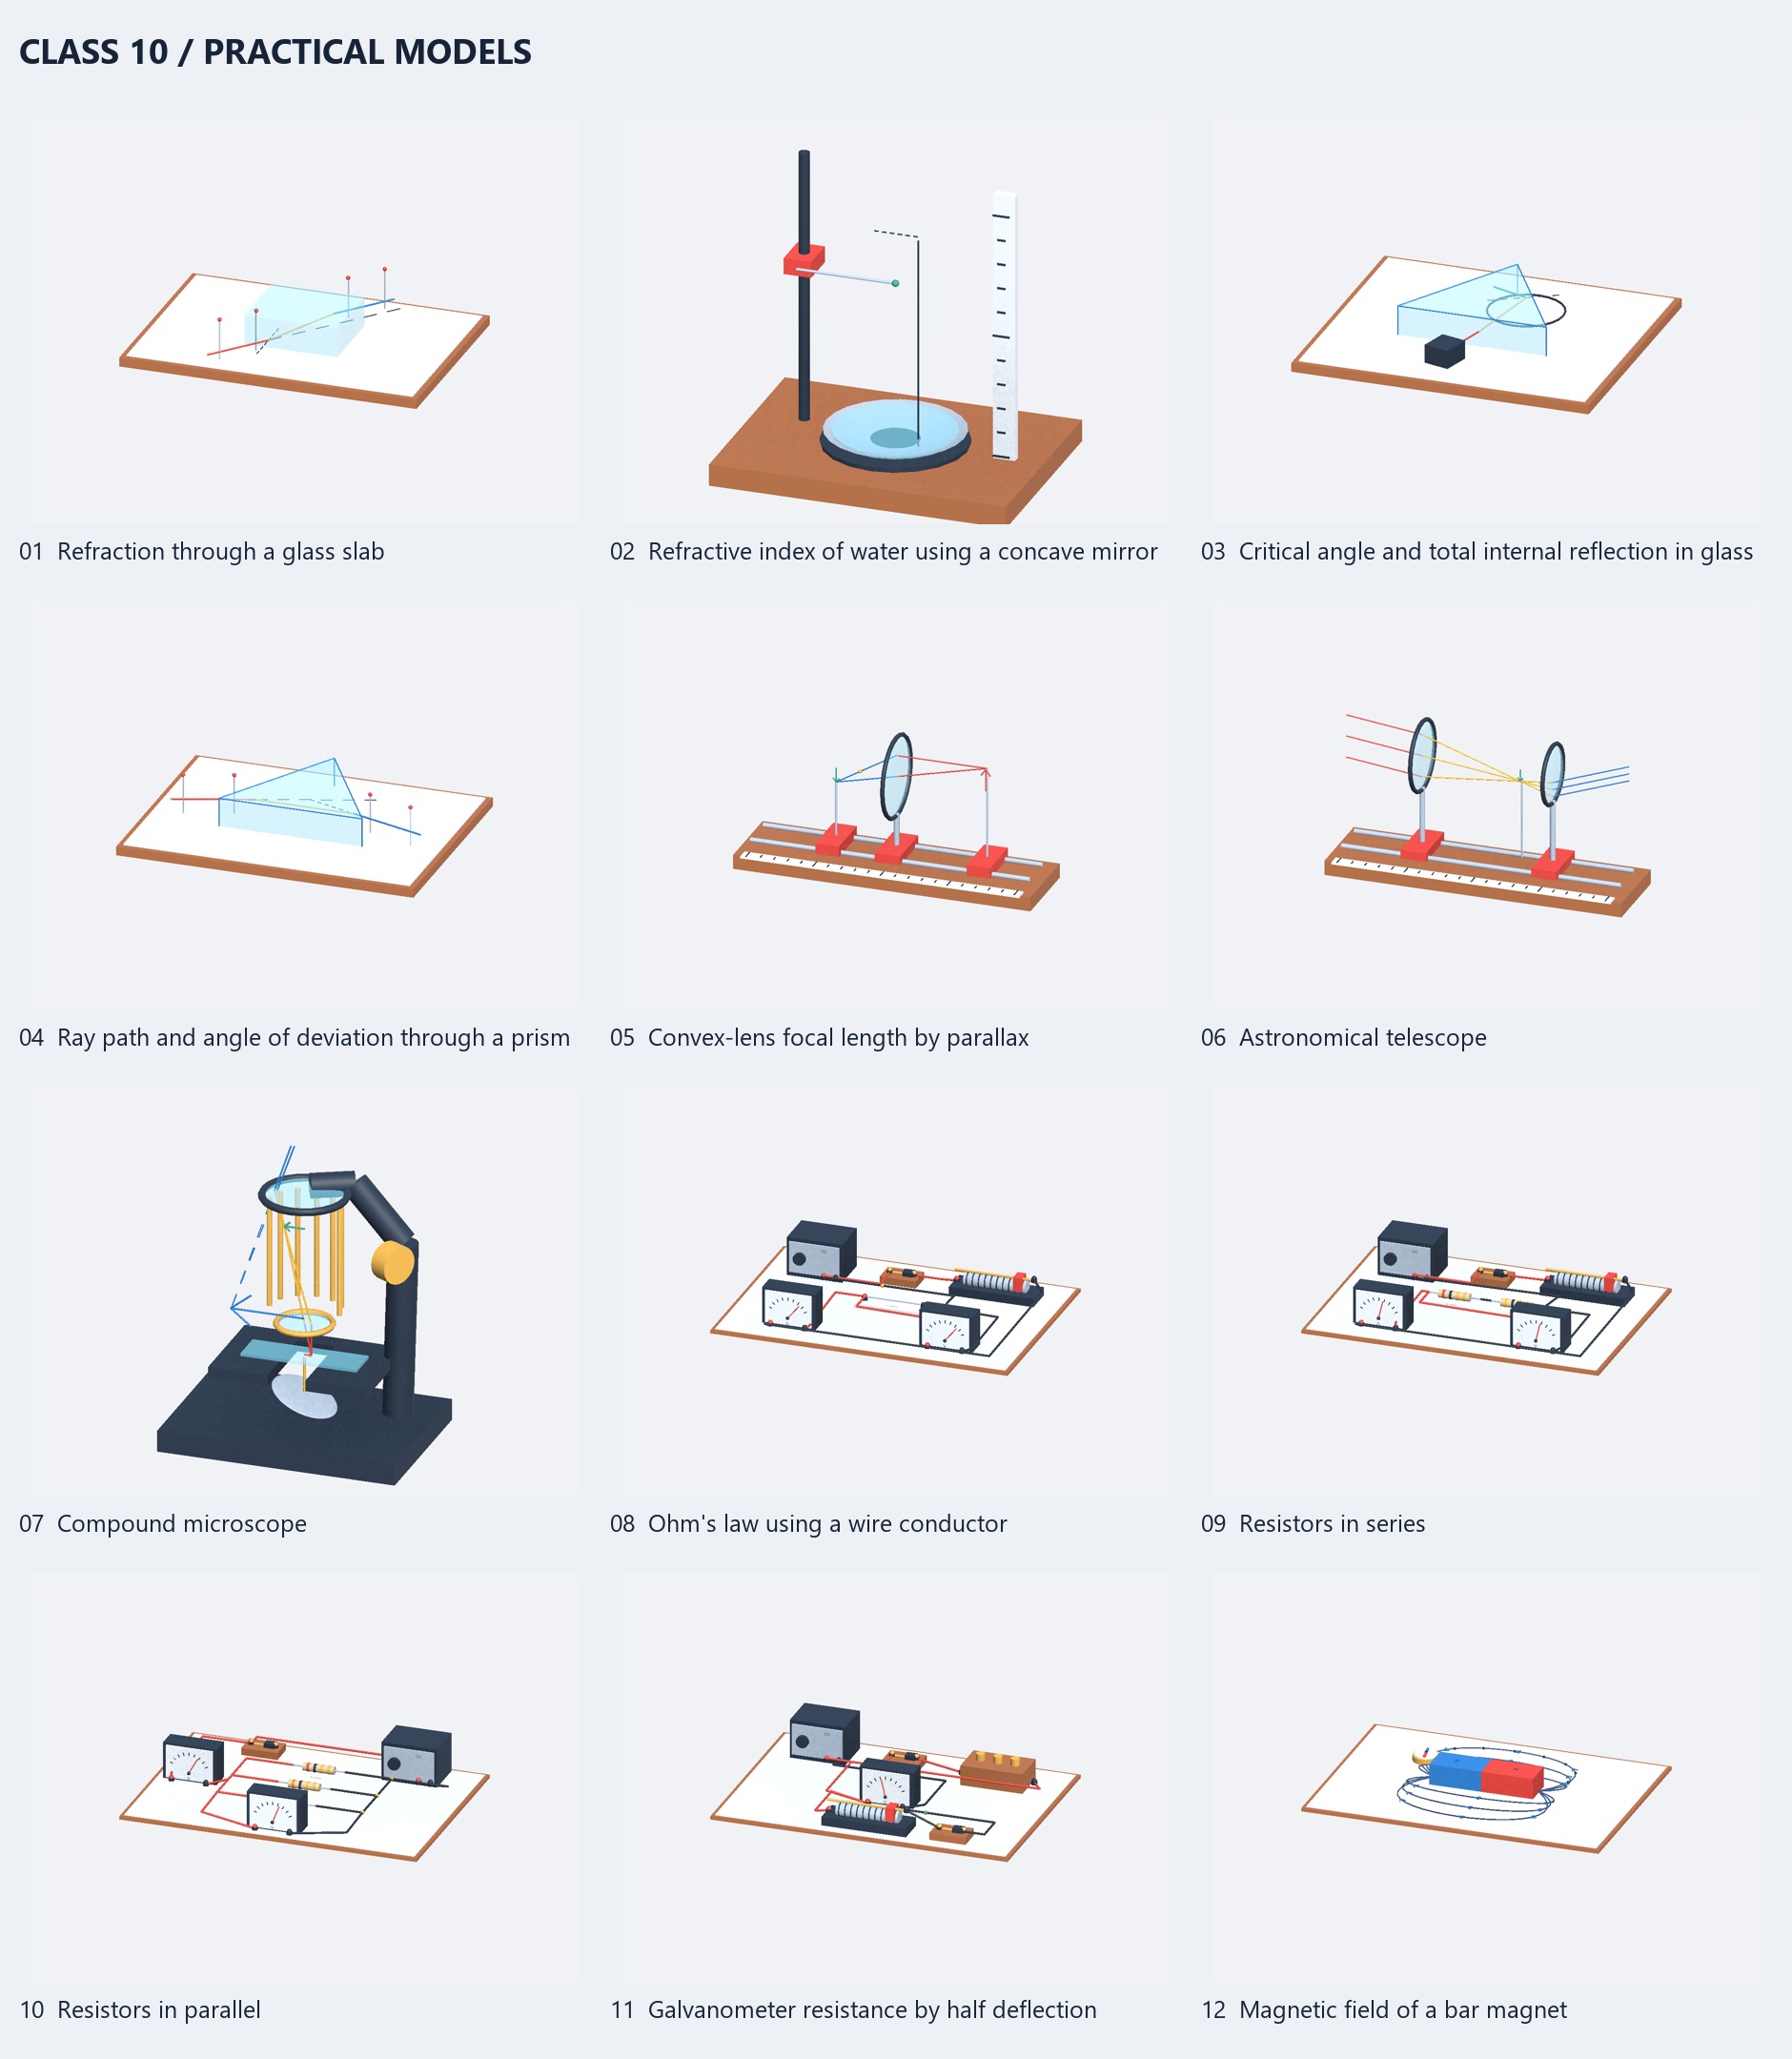 CLASS 10 / PRACTICAL MODELS
01 Refraction through a glass slab
02 Refractive index of water using a concave mirror
03 Critical angle and total internal reflection in glass
04 Ray path and angle of deviation through a prism
05 Convex-lens focal length by parallax
06 Astronomical telescope
07 Compound microscope
08 Ohm's law using a wire conductor
09 Resistors in series
10 Resistors in parallel
11 Galvanometer resistance by half deflection
12 Magnetic field of a bar magnet